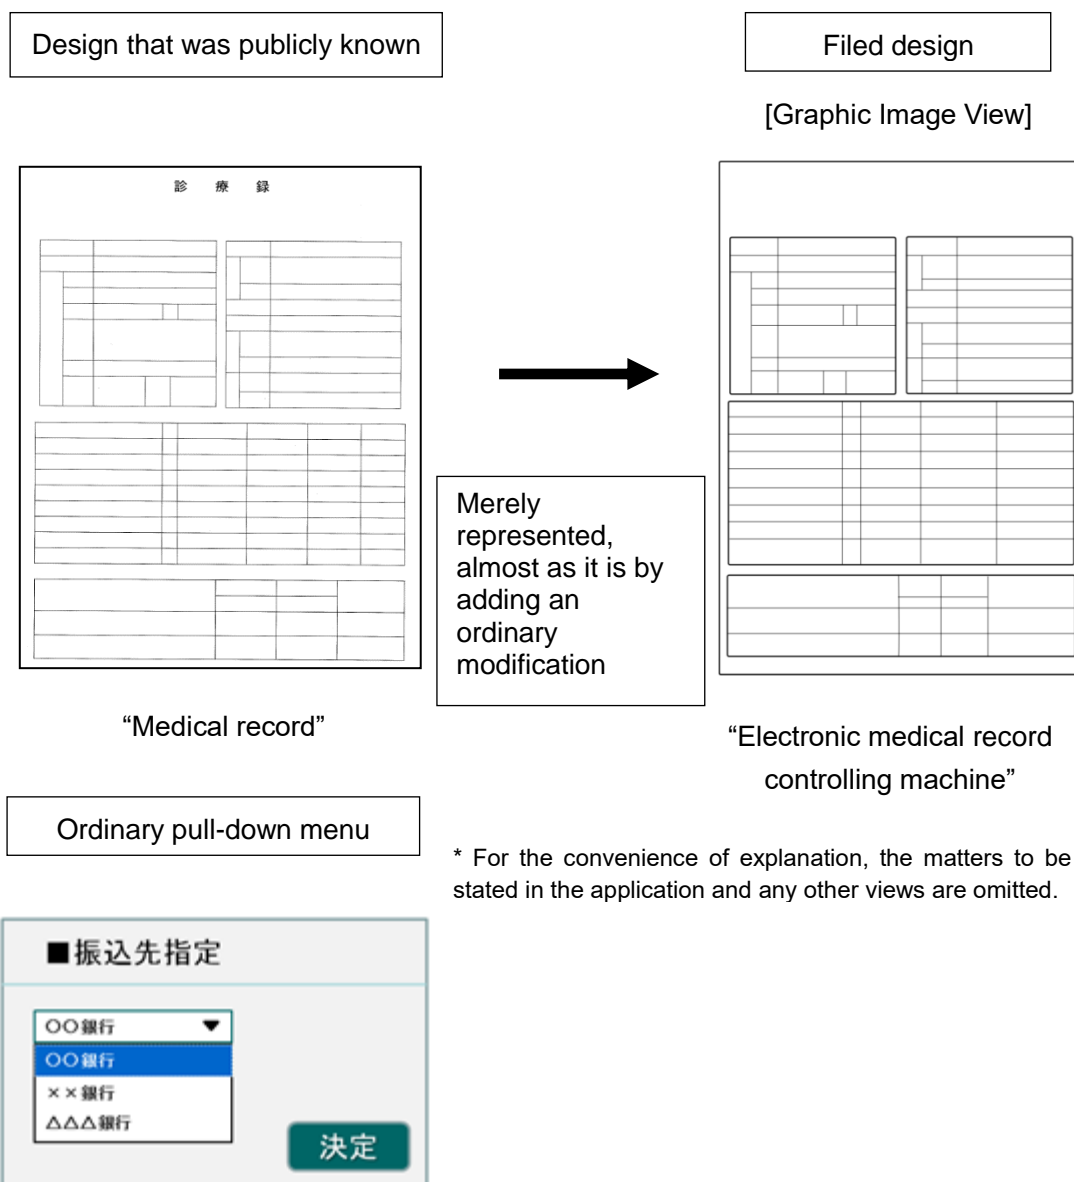 Design that was publicly known
Filed design
[Graphic Image View]
診 療 録
Merely
represented,
almost as it is by
adding an
ordinary
modification
“Medical record”
“Electronic medical record
controlling machine”
Ordinary pull-down menu
* For the convenience of explanation, the matters to be
stated in the application and any other views are omitted.
■振込先指定
○○銀行 ▼
○○銀行
××銀行
△△△銀行
決定